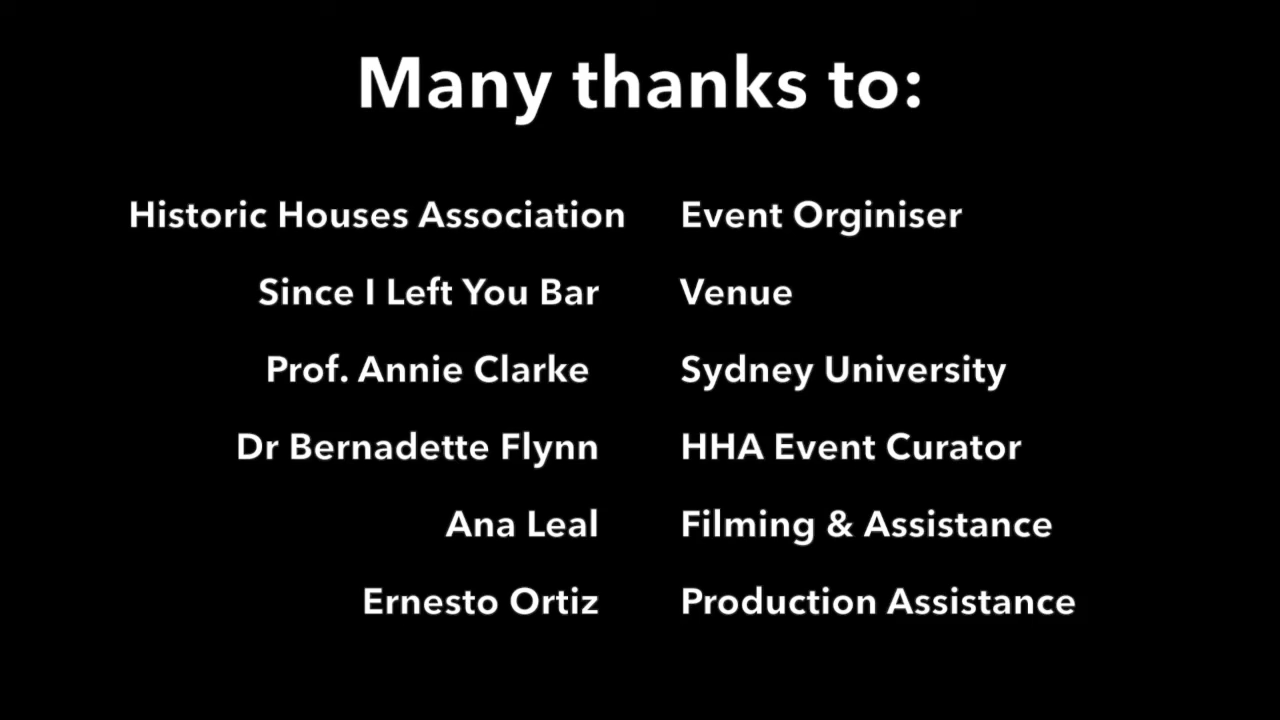 Many thanks to:
Historic Houses Association Event Orginiser
Since I Left You Bar Venue
Prof. Annie Clarke Sydney University
Dr Bernadette Flynn HHA Event Curator
Ana Leal Filming & Assistance
Ernesto Ortiz Production Assistance